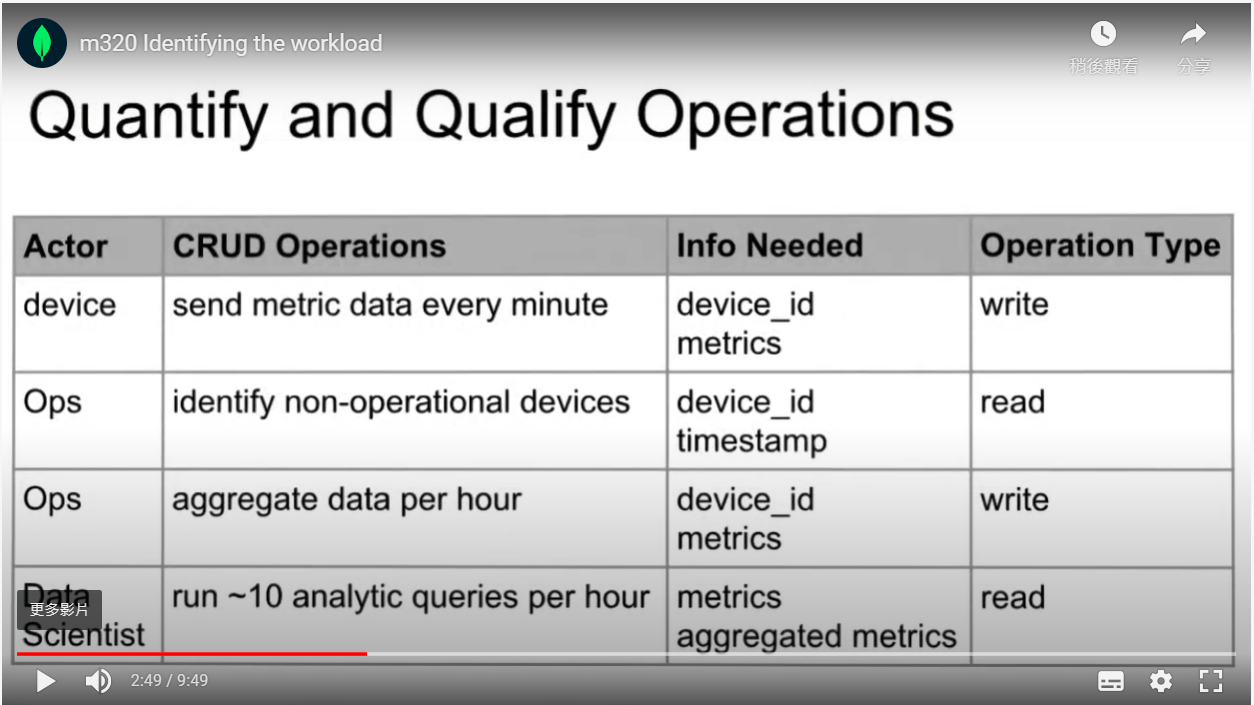 m320 Identifying the workload
稍後觀看
分享
Quantify and Qualify Operations
Actor
CRUD Operations
Info Needed
Operation Type
device
send metric data every minute
device_id
metrics
write
Ops
identify non-operational devices
device_id
timestamp
read
Ops
aggregate data per hour
device_id
metrics
write
Data
Scientist
run ~10 analytic queries per hour
metrics
aggregated metrics
read
更多影片
2:49 / 9:49